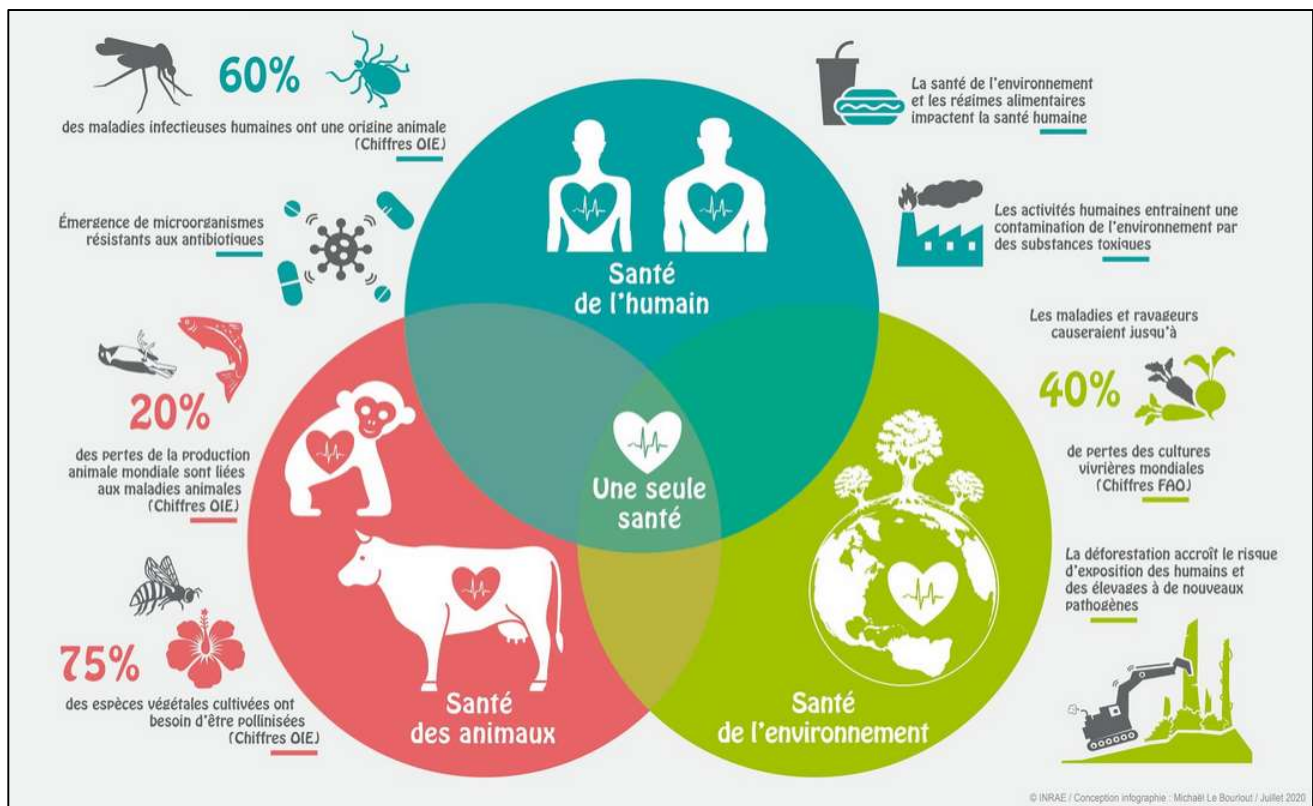 60%
des maladies infectieuses humaines ont une origine animale
(Chiffres OIE)
Émergence de microorganismes
résistants aux antibiotiques
20%
des pertes de la production
animale mondiale sont liées
aux maladies animales
(Chiffres OIE)
75%
des espèces végétales cultivées ont
besoin d'être pollinisées
(Chiffres OIE)
Santé
de l'humain
Une seule
santé
Santé
des animaux
Santé
de l'environnement
La santé de l'environnement
et les régimes alimentaires
impactent la santé humaine
Les activités humaines entrainent une
contamination de l'environnement par
des substances toxiques
Les maladies et ravageurs
causeraient jusqu'à
40%
de pertes des cultures
vivrières mondiales
(Chiffres FAO)
La déforestation accroît le risque
d'exposition des humains et
des élevages à de nouveaux
pathogènes
© INRAE / Conception infographie : Michaël Le Bourlout / Juillet 2020